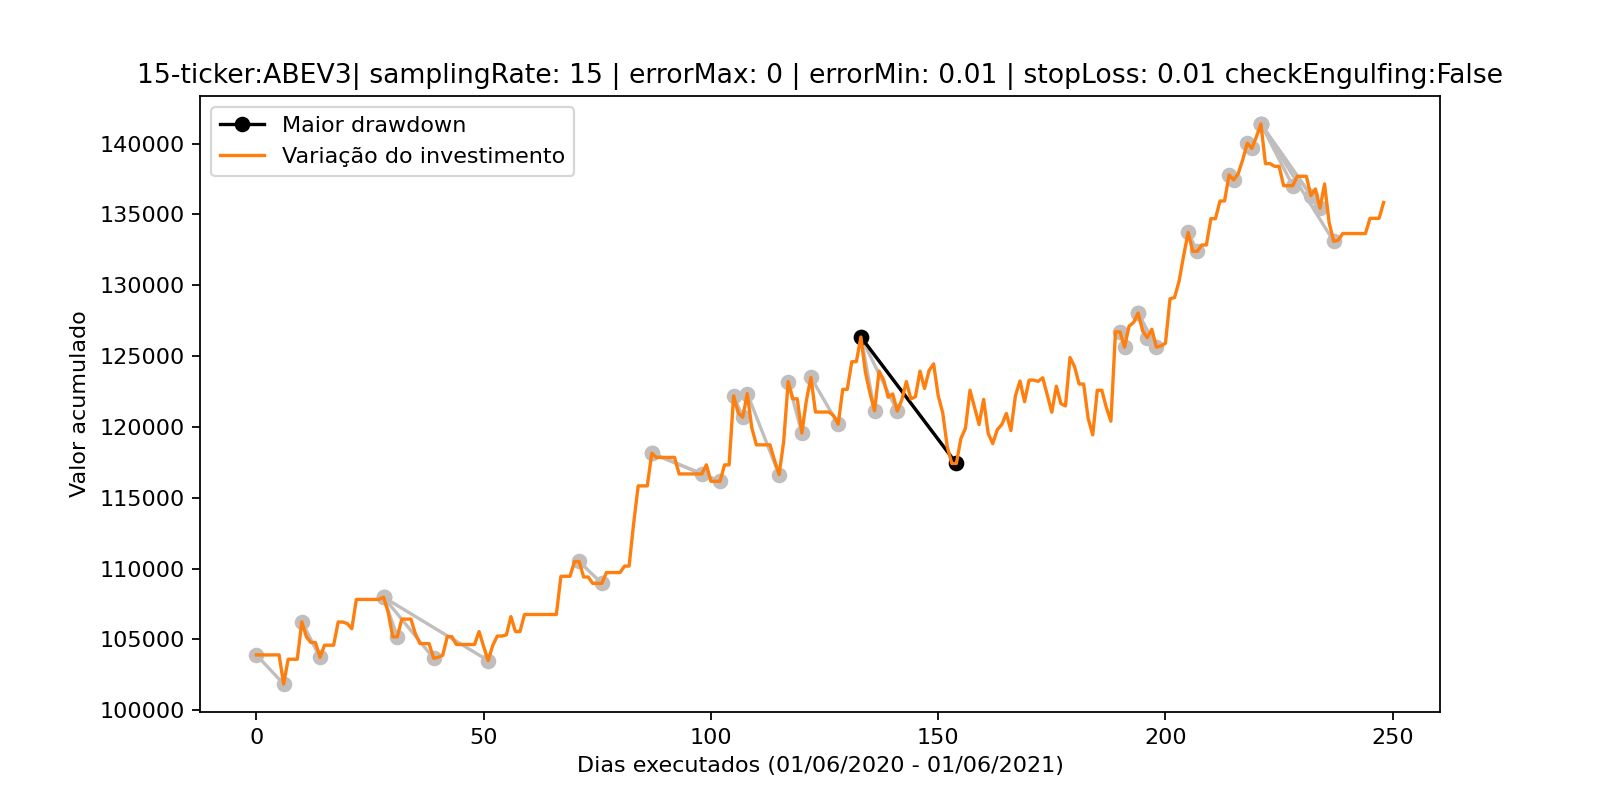 15-ticker:ABEV3| samplingRate: 15 | errorMax: 0 | errorMin: 0.01 | stopLoss: 0.01 checkEngulfing:False
Maior drawdown
Variação do investimento
Valor acumulado
140000
135000
130000
125000
120000
115000
110000
105000
100000
0 50 100 150 200 250
Dias executados (01/06/2020 - 01/06/2021)